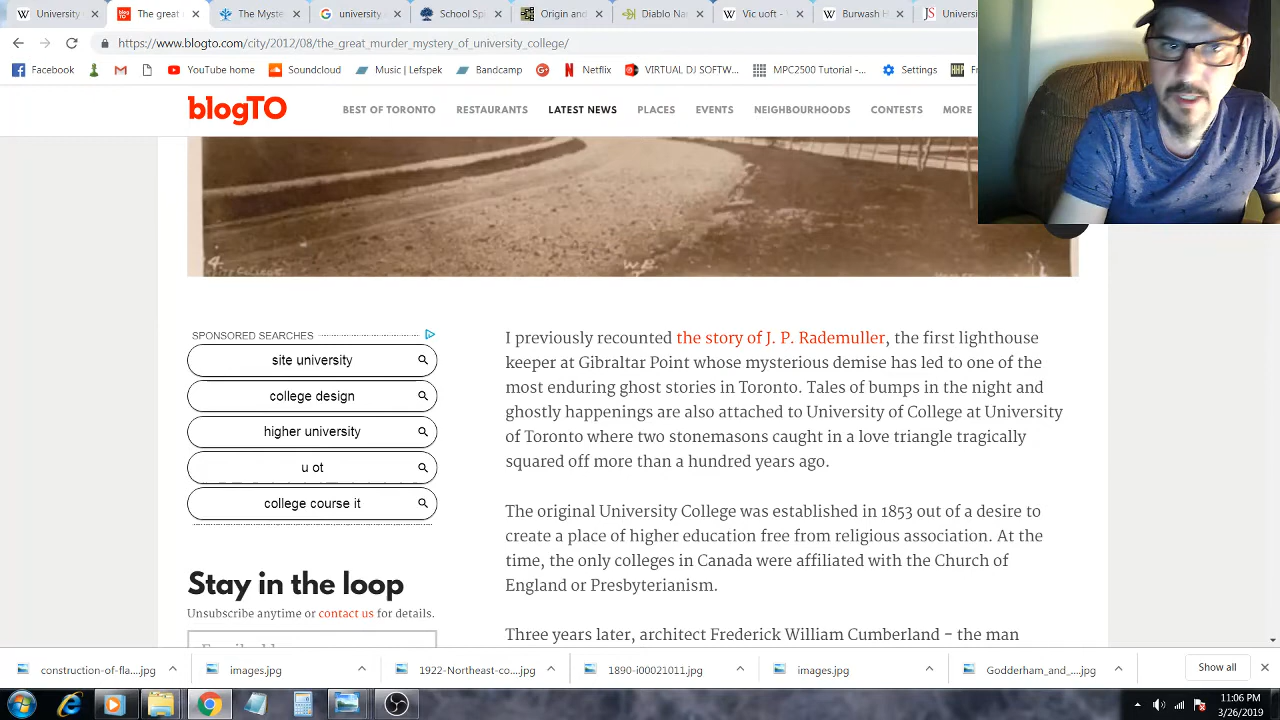 University
The great
The Myste
university
School Sp
Origin and
Diablo Na
Vic uoft - W
Burwash H
Universi
https://www.blogto.com/city/2012/08/the_great_murder_mystery_of_university_college/
Facebook
YouTube home
Soundcloud
Music | Lefspek
Bandcamp
Netflix
VIRTUAL DJ SOFTW...
MPC2500 Tutorial -...
Settings
blogTO
BEST OF TORONTO
RESTAURANTS
LATEST NEWS
PLACES
EVENTS
NEIGHBOURHOODS
CONTESTS
MORE
SPONSORED SEARCHES
site university
college design
higher university
u ot
college course it
Stay in the loop
Unsubscribe anytime or contact us for details.
I previously recounted the story of J. P. Rademuller, the first lighthouse
keeper at Gibraltar Point whose mysterious demise has led to one of the
most enduring ghost stories in Toronto. Tales of bumps in the night and
ghostly happenings are also attached to University of College at University
of Toronto where two stonemasons caught in a love triangle tragically
squared off more than a hundred years ago.
The original University College was established in 1853 out of a desire to
create a place of higher education free from religious association. At the
time, the only colleges in Canada were affiliated with the Church of
England or Presbyterianism.
Three years later, architect Frederick William Cumberland – the man
construction-of-fla....jpg
images.jpg
1922-Northeast-co....jpg
1890-i00021011.jpg
images.jpg
Godderham_and_....jpg
Show all
11:06 PM
3/26/2019